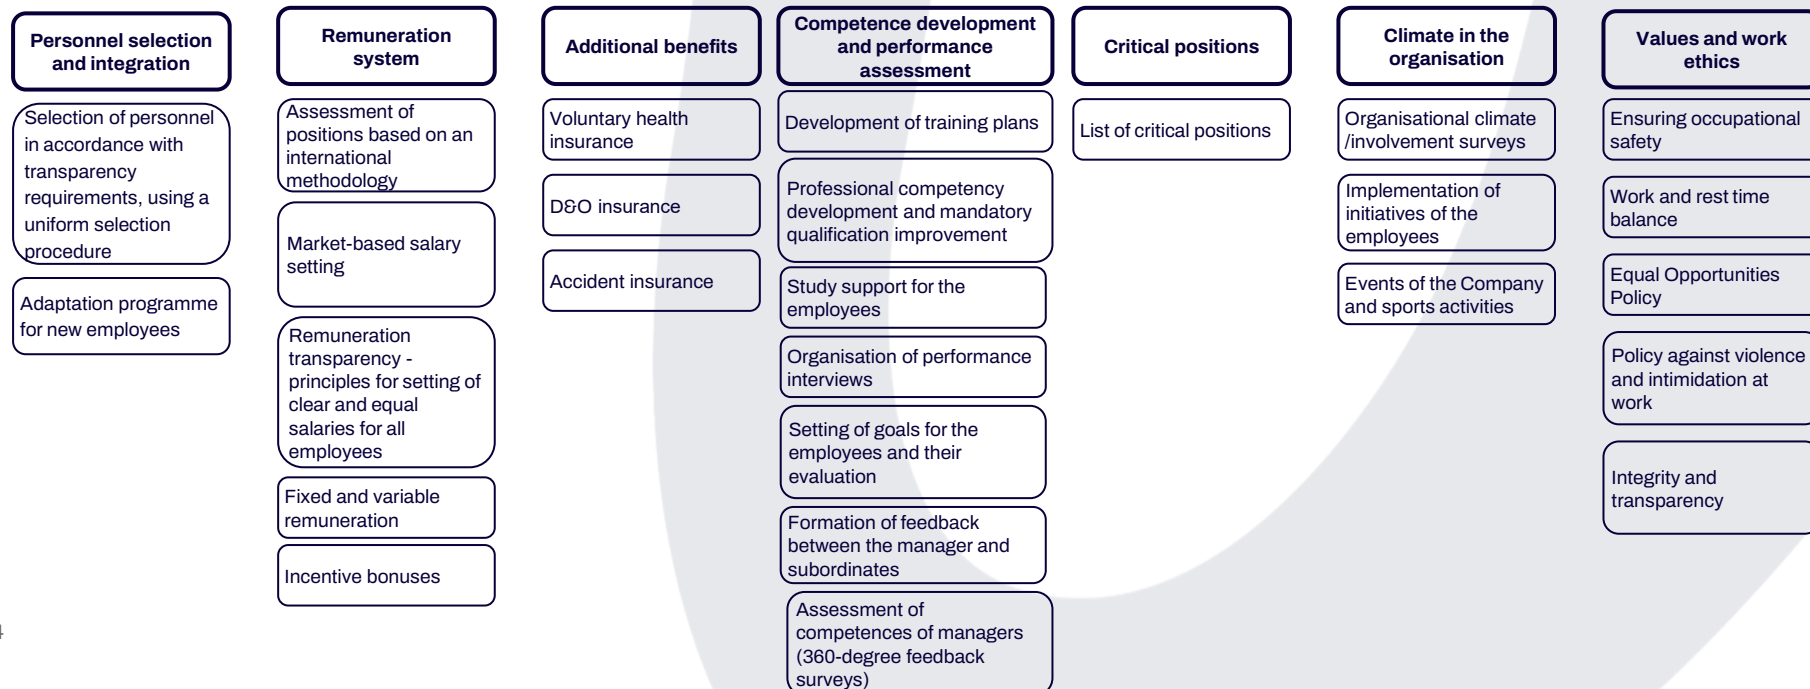 Personnel selection
and integration
Selection of personnel
in accordance with
transparency
requirements, using a
uniform selection
procedure
Adaptation programme
for new employees
Remuneration
system
Assessment of
positions based on an
international
methodology
Market-based salary
setting
Remuneration
transparency -
principles for setting of
clear and equal
salaries for all
employees
Fixed and variable
remuneration
Incentive bonuses
Additional benefits
Voluntary health
insurance
D&O insurance
Accident insurance
Competence development
and performance
assessment
Development of training plans
Professional competency
development and mandatory
qualification improvement
Study support for the
employees
Organisation of performance
interviews
Setting of goals for the
employees and their
evaluation
Formation of feedback
between the manager and
subordinates
Assessment of
competences of managers
(360-degree feedback
surveys)
Critical positions
List of critical positions
Climate in the
organisation
Organisational climate
/involvement surveys
Implementation of
initiatives of the
employees
Events of the Company
and sports activities
Values and work
ethics
Ensuring occupational
safety
Work and rest time
balance
Equal Opportunities
Policy
Policy against violence
and intimidation at
work
Integrity and
transparency